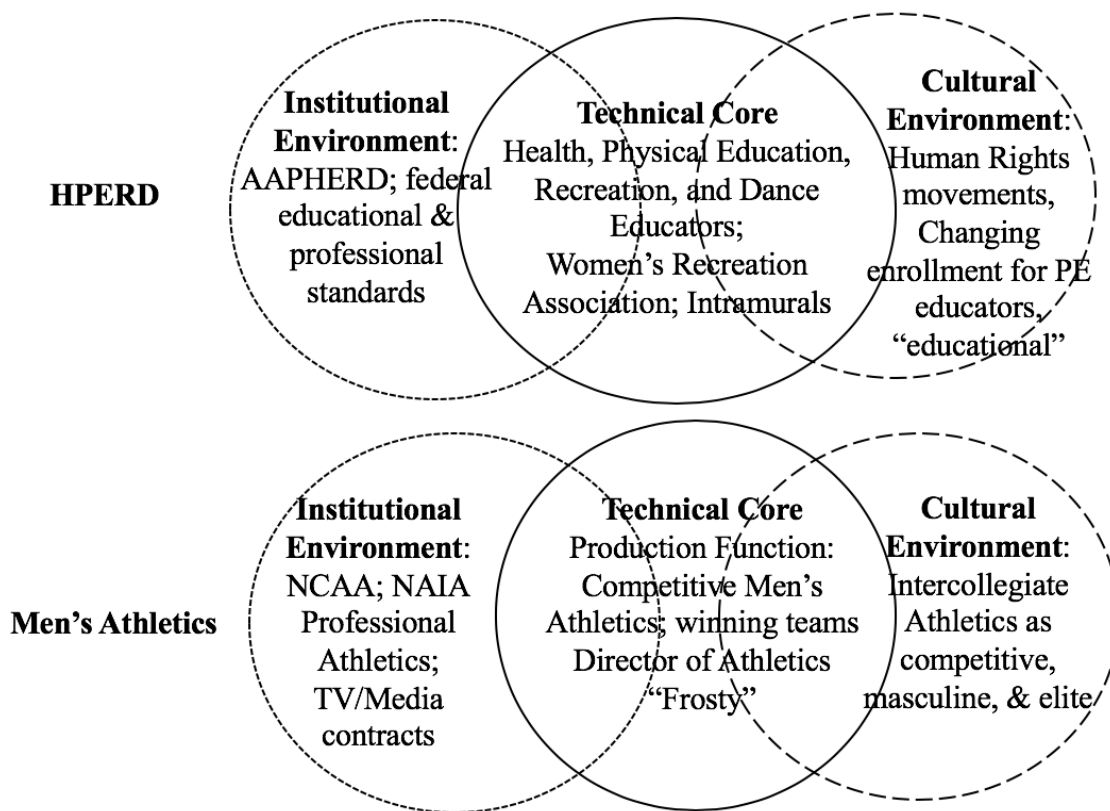 HPERD
Institutional
Environment:
AAPHERD; federal
educational &
professional
standards
Technical Core
Health, Physical Education,
Recreation, and Dance
Educators;
Women’s Recreation
Association; Intramurals
Cultural
Environment:
Human Rights
movements,
Changing
enrollment for PE
educators,
“educational”
Men’s Athletics
Institutional
Environment:
NCAA; NAIA
Professional
Athletics;
TV/Media
contracts
Technical Core
Production Function:
Competitive Men’s
Athletics; winning teams
Director of Athletics
“Frosty”
Cultural
Environment:
Intercollegiate
Athletics as
competitive,
masculine, & elite